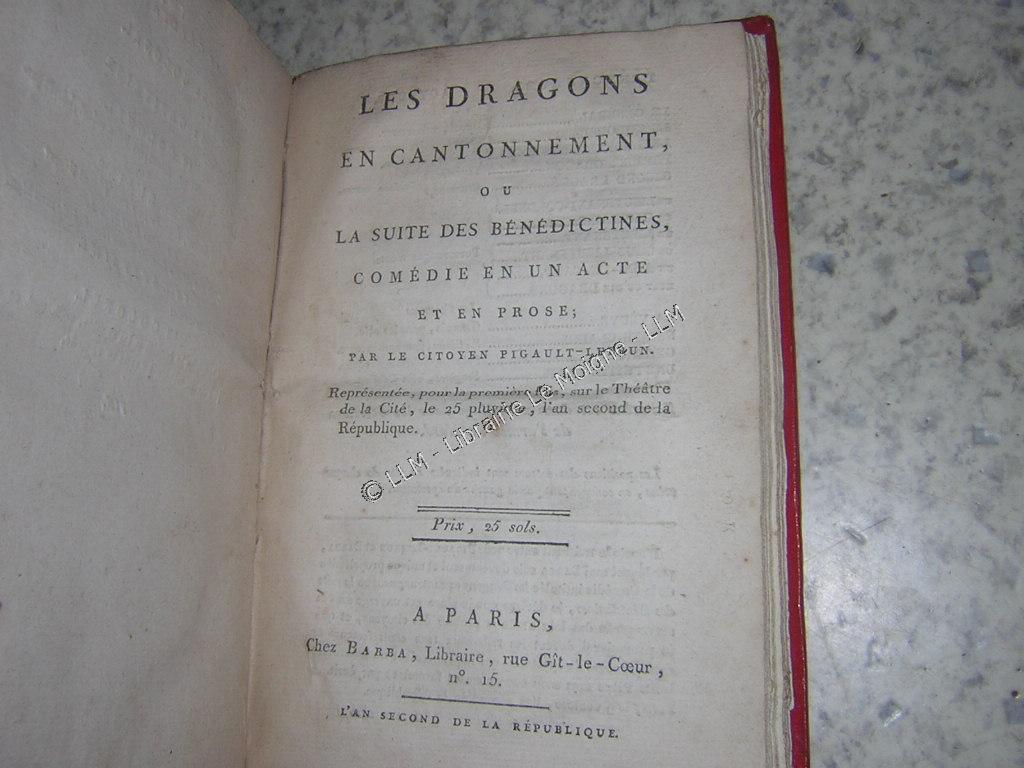 LES DRAGONS
EN CANTONNEMENT,
OU
LA SUITE DES BÉNÉDICTINES,
COMÉDIE EN UN ACTE
ET EN PROSE;
PAR LE CITOYEN PIGAULT-LEBRUN.
Représentée, pour la première fois, sur le Théâtre
de la Cité, le 25 pluviôse, l'an second de la
République.
© LLM - Librairie Le Moigne - LLM
Prix, 25 sols.
A PARIS,
Chez BARBA, Libraire, rue Gît-le-Cœur,
n°. 15.
L'AN SECOND DE LA RÉPUBLIQUE.